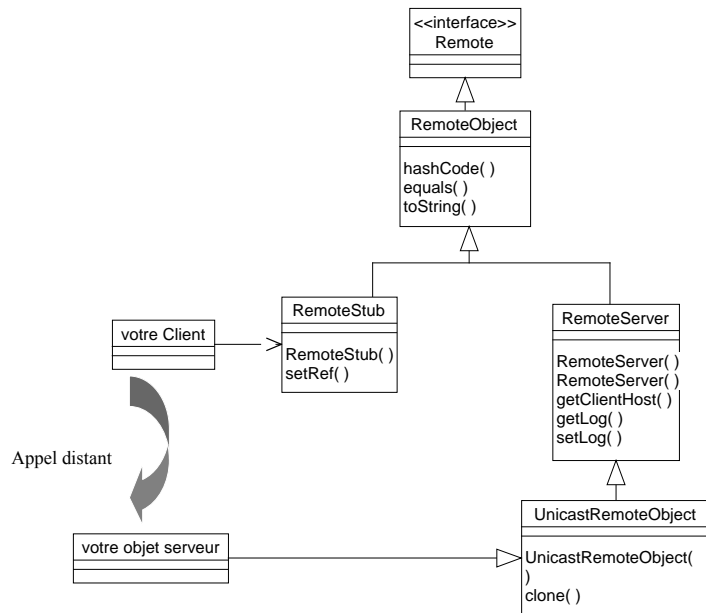 <<interface>>
Remote
RemoteObject
hashCode( )
equals( )
toString( )
RemoteStub
RemoteStub( )
setRef( )
RemoteServer
RemoteServer( )
RemoteServer( )
getClientHost( )
getLog( )
setLog( )
votre Client
Appel distant
votre objet serveur
UnicastRemoteObject
UnicastRemoteObject(
)
clone( )